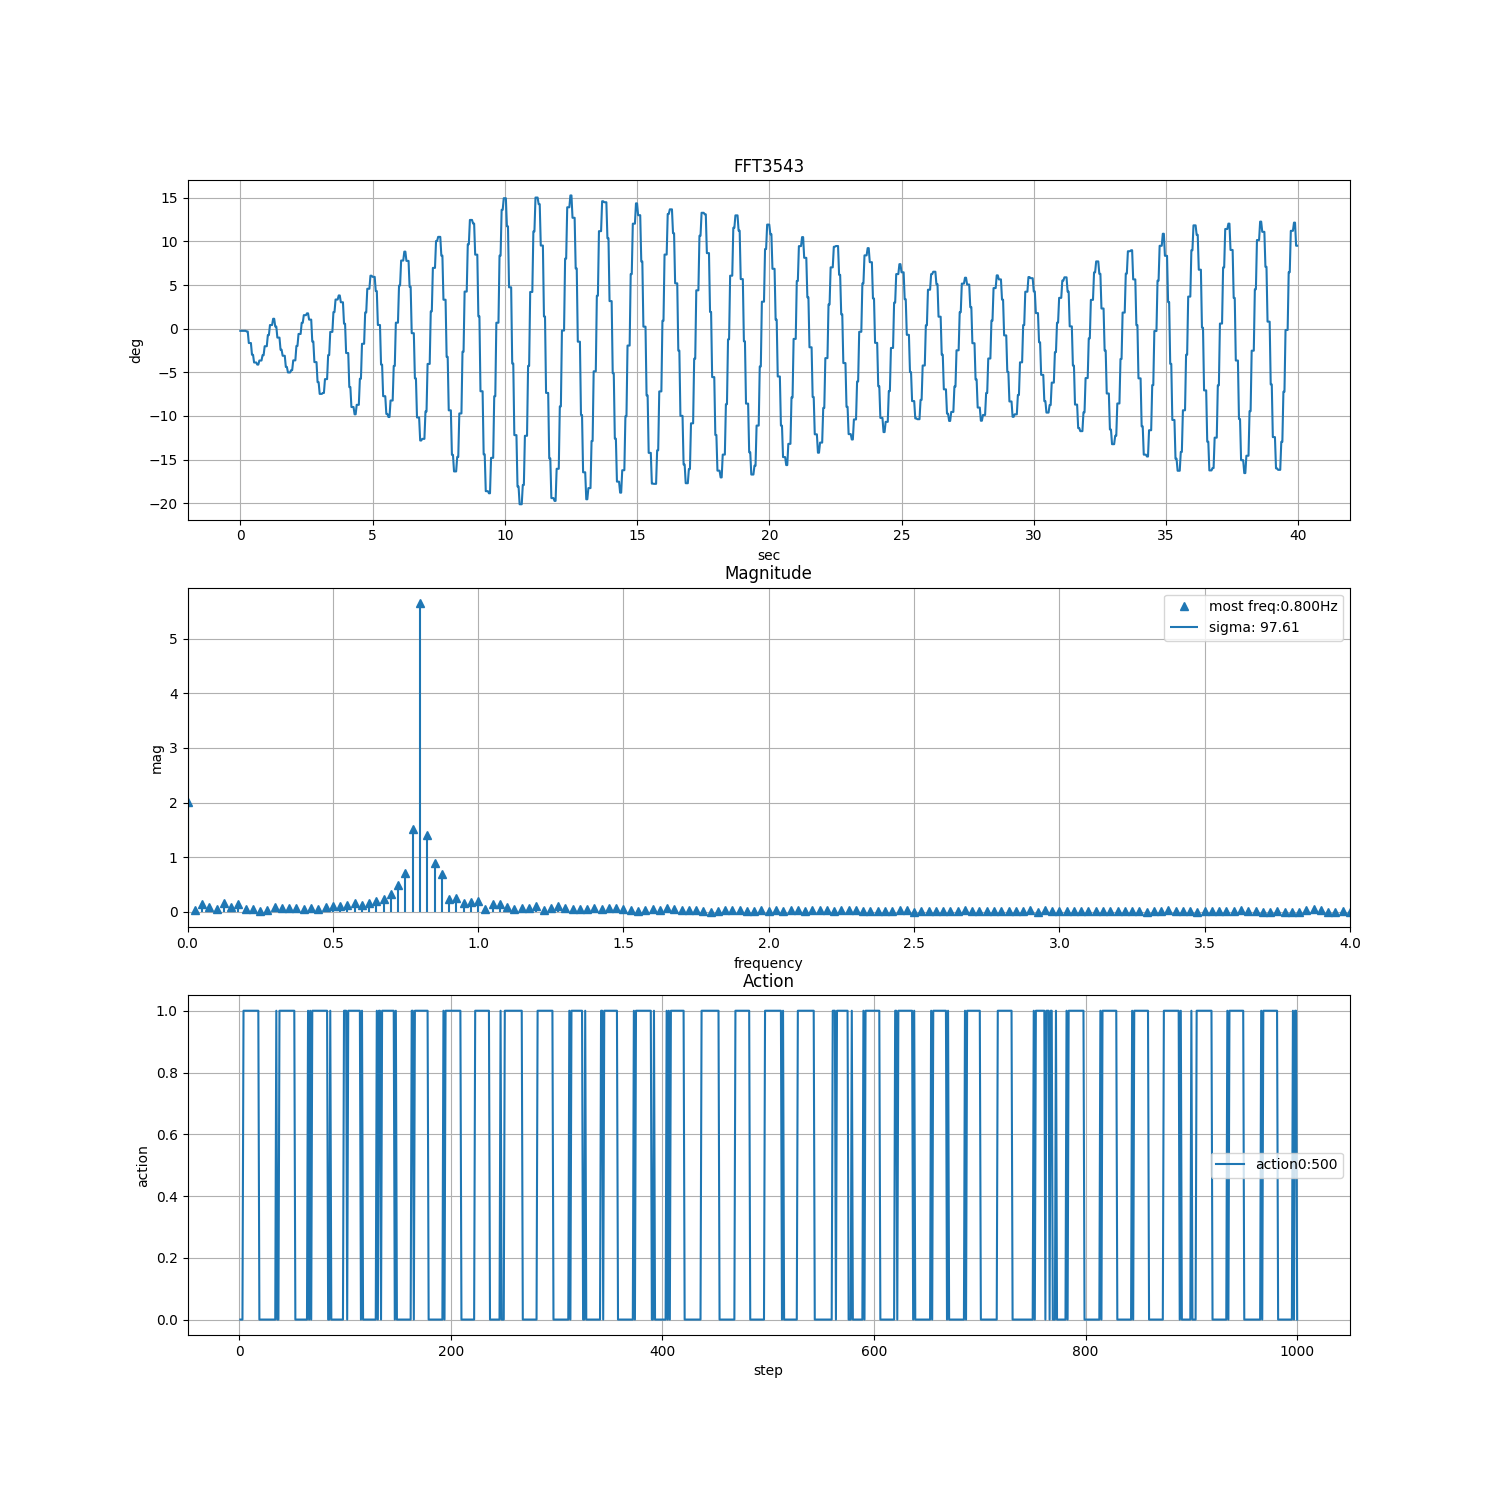 FFT3543
15
10
5
0
−5
−10
−15
−20
deg
0 5 10 15 20 25 30 35 40
sec
Magnitude
most freq:0.800Hz
sigma: 97.61
5
4
3
2
1
0
mag
0.0 0.5 1.0 1.5 2.0 2.5 3.0 3.5 4.0
frequency
Action
1.0
0.8
0.6
0.4
0.2
0.0
action
action0:500
0 200 400 600 800 1000
step